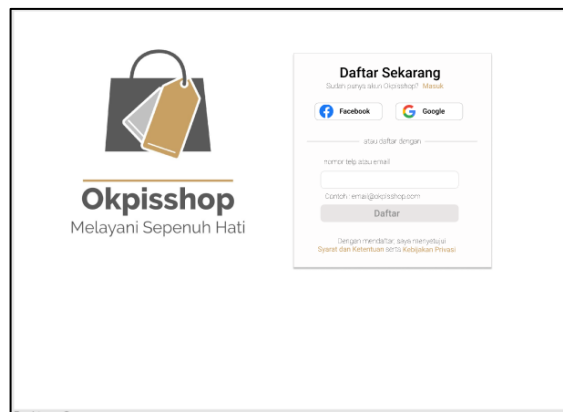 Okpisshop
Melayani Sepenuh Hati
Daftar Sekarang
Sudah punya akun Okpisshop? Masuk
Facebook
Google
atau daftar dengan
nomor telp atau email
Contoh : email@okpisshop.com
Daftar
Dengan mendaftar, saya menyetujui
Syarat dan Ketentuan serta Kebijakan Privasi